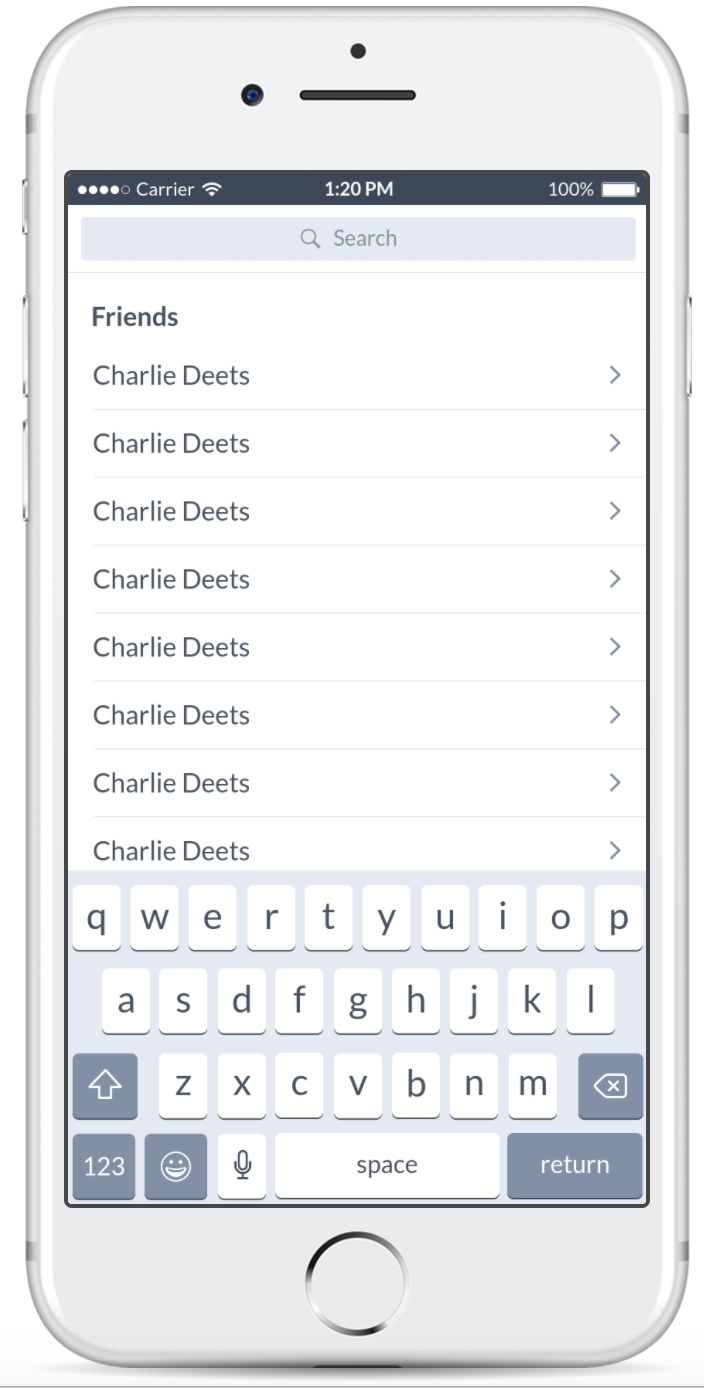 Carrier 1:20 PM 100%
Search
Friends
Charlie Deets
Charlie Deets
Charlie Deets
Charlie Deets
Charlie Deets
Charlie Deets
Charlie Deets
Charlie Deets
q w e r t y u i o p
a s d f g h j k l
z x c v b n m
123 space return